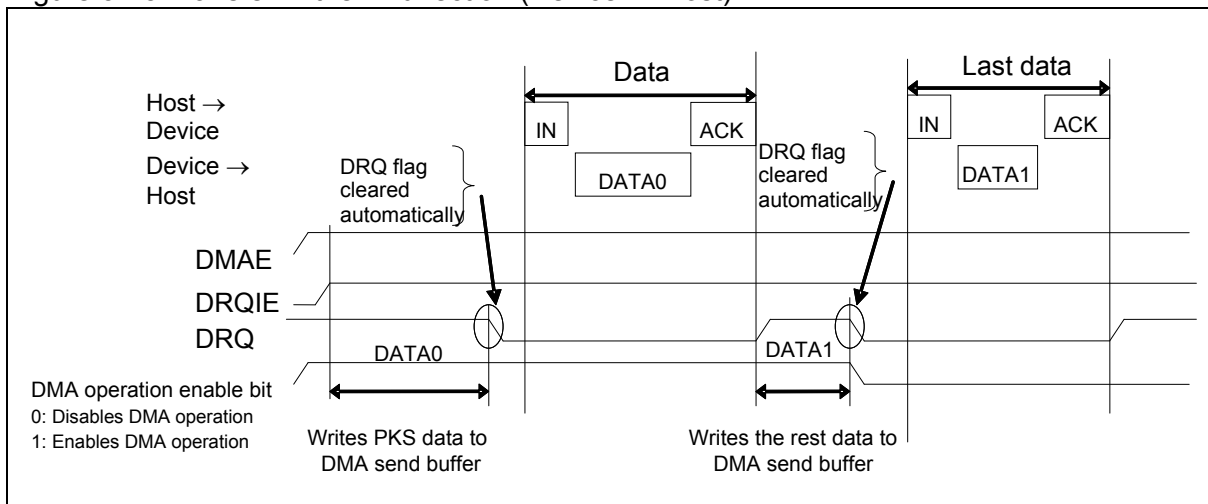 Data
Last data
Host →
Device
IN
ACK
IN
ACK
Device →
Host
DRQ flag
cleared
automatically
DATA0
DRQ flag
cleared
automatically
DATA1
DMAE
DRQIE
DRQ
DATA0
DATA1
DMA operation enable bit
0: Disables DMA operation
1: Enables DMA operation
Writes PKS data to
DMA send buffer
Writes the rest data to
DMA send buffer